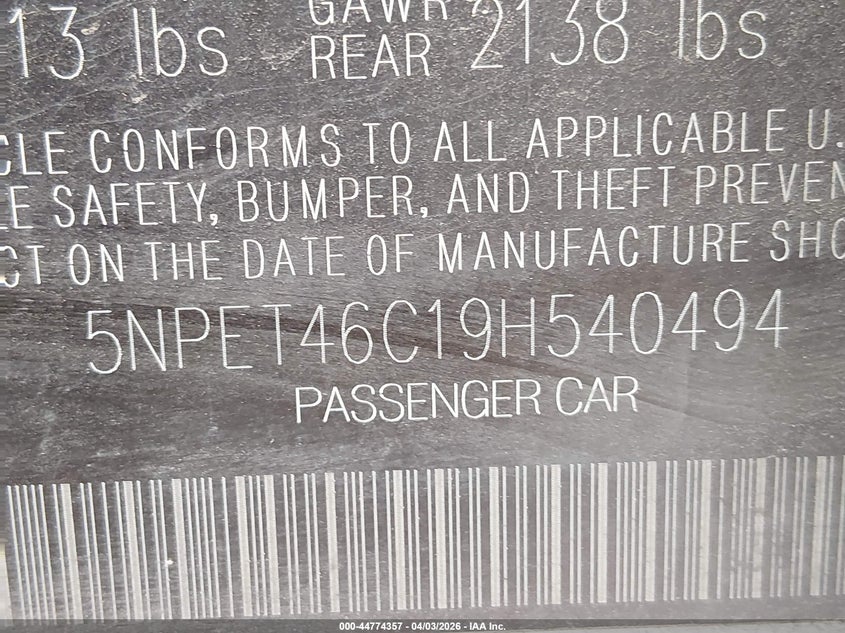 13 lbs GAWR REAR 2138 lbs
CLE CONFORMS TO ALL APPLICABLE U.
E SAFETY, BUMPER, AND THEFT PREVEN
CT ON THE DATE OF MANUFACTURE SHO
5NPET46C19H540494
PASSENGER CAR
000-44774357 - 04/03/2026 - IAA Inc.